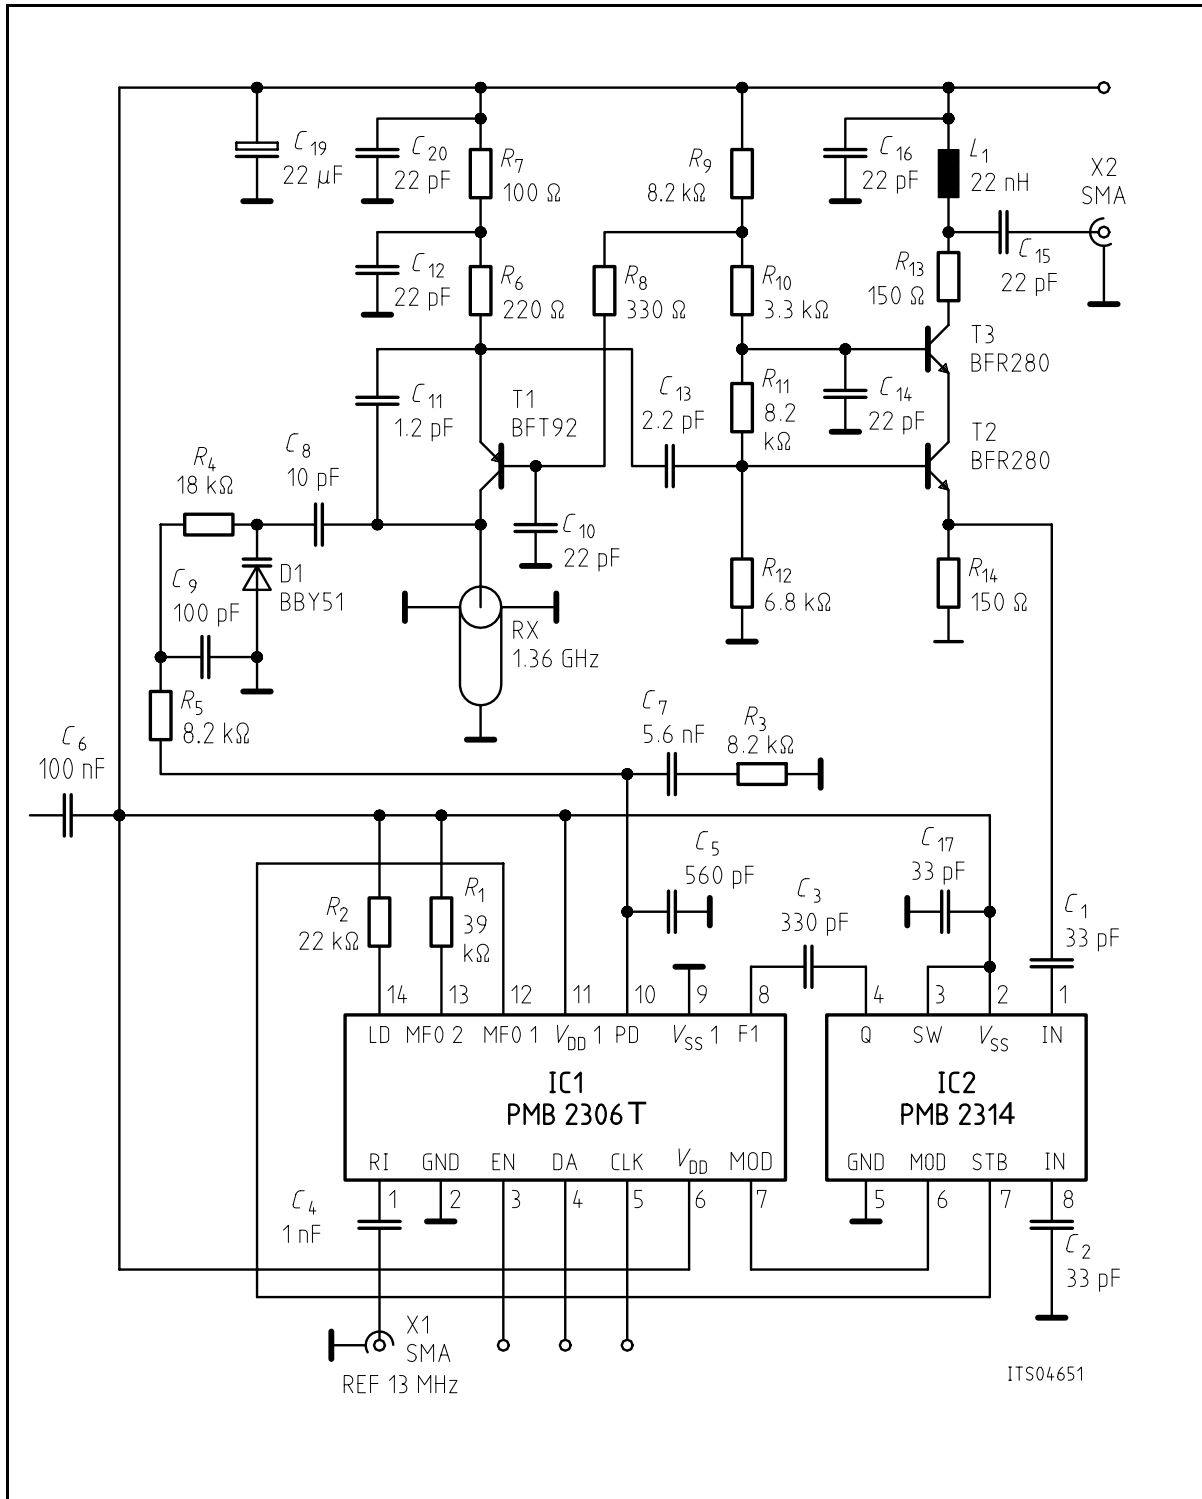 C19
22 μF
C20
22 pF
R7
100 Ω
R9
8.2 kΩ
C16
22 pF
L1
22 nH
X2
SMA
C12
22 pF
R6
220 Ω
R8
330 Ω
R10
3.3 kΩ
R13
150 Ω
C15
22 pF
C11
1.2 pF
T1
BFT92
C13
2.2 pF
R11
8.2
kΩ
C14
22 pF
T3
BFR280
T2
BFR280
R4
18 kΩ
C8
10 pF
C10
22 pF
C9
100 pF
D1
BBY51
R12
6.8 kΩ
R14
150 Ω
RX
1.36 GHz
R5
8.2 kΩ
C6
100 nF
C7
5.6 nF
R3
8.2 kΩ
C5
560 pF
C17
33 pF
R2
22 kΩ
R1
39
kΩ
C3
330 pF
C1
33 pF
14 13 12 11 10 9 8
4 3 2 1
LD MFO 2 MFO 1 VDD 1 PD VSS 1 F1
Q SW VSS IN
IC1
PMB 2306 T
IC2
PMB 2314
RI GND EN DA CLK VDD MOD
GND MOD STB IN
1 2 3 4 5 6 7
5 6 7 8
C4
1 nF
C2
33 pF
X1
SMA
REF 13 MHz
ITS04651